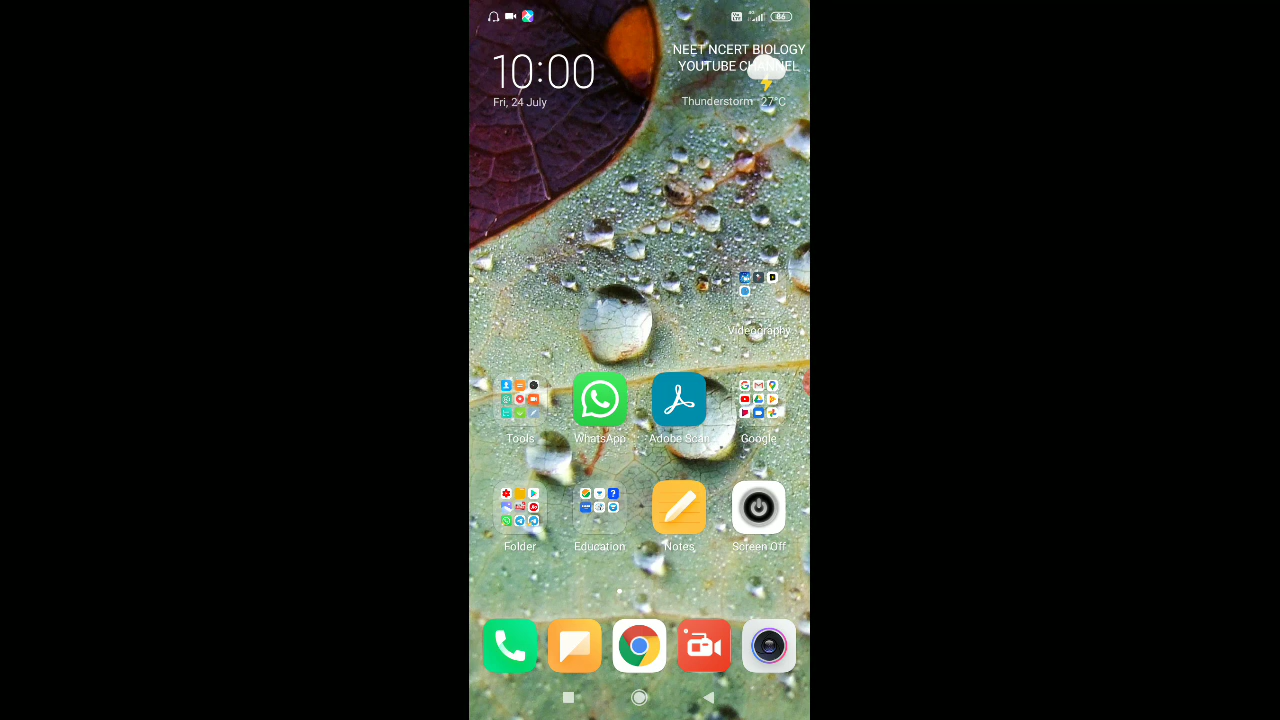 86
10:00
Fri, 24 July
NEET NCERT BIOLOGY
YOUTUBE CHANNEL
Thunderstorm 27°C
Videography
Tools
WhatsApp
Adobe Scan
Google
Folder
Education
Notes
Screen Off